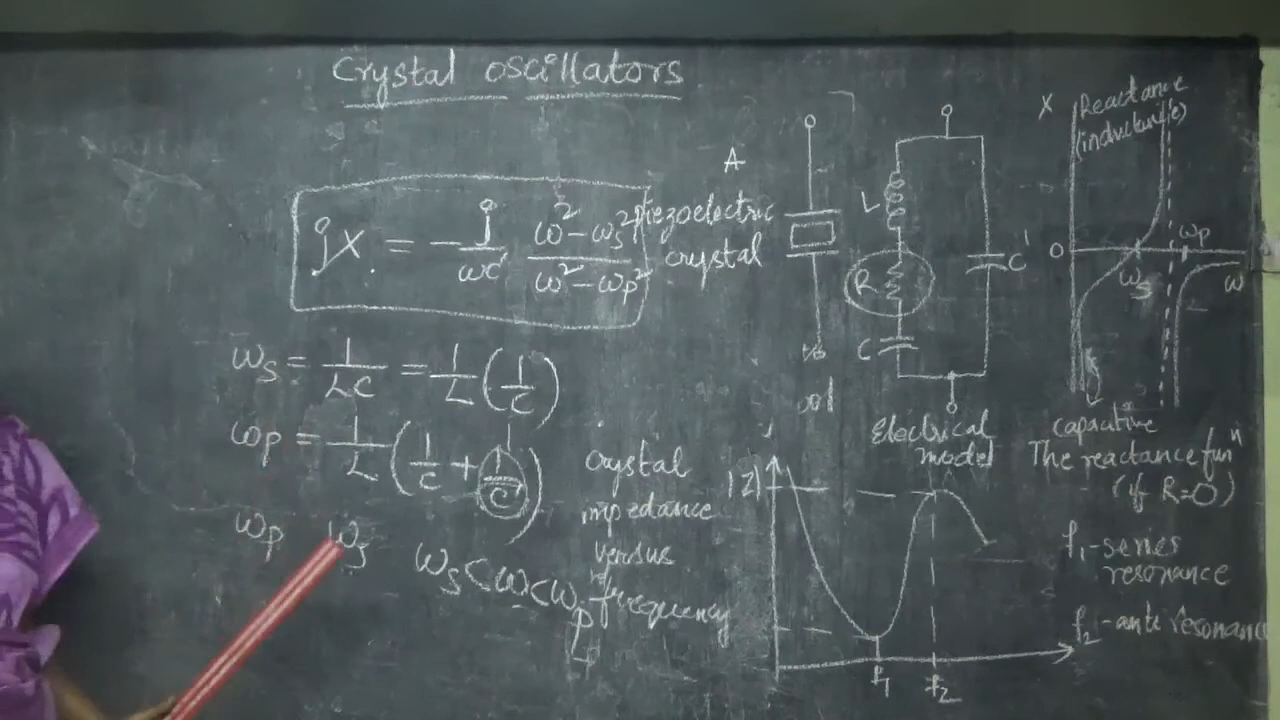 Crystal oscillators
jX = -j/ωC' (ω²-ωs²)/(ω²-ωp²)
ωs = 1/LC = 1/L (1/C)
ωp = 1/L (1/C + 1/C')
ωp ωs ωs<ω<ωp
A
piezoelectric
crystal
L
R
C
C'
Electrical
model
X
Reactance
(inductive)
0
ωs
ωp
ω
capacitive
The reactance funⁿ
(if R=0)
crystal
impedance
versus
frequency
|Z|
f1
f2
f1-series
resonance
f2-anti resonance